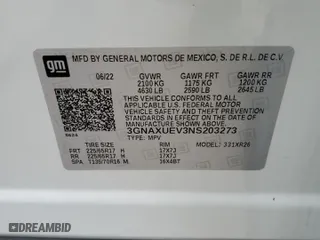 gm
MFD BY GENERAL MOTORS DE MEXICO, S. DE R.L. DE C.V.
06/22 GVWR GAWR FRT GAWR RR
2100 KG 1175 KG 1200 KG
4630 LB 2590 LB 2645 LB
THIS VEHICLE CONFORMS TO ALL APPLICABLE
U.S. FEDERAL MOTOR VEHICLE SAFETY, BUMPER, AND
THEFT PREVENTION STANDARDS IN EFFECT ON THE DATE
OF MANUFACTURE SHOWN ABOVE.
3GNAXUEV3NS203273
TYPE: MPV MODEL: 331XR26
TIRE SIZE RIM
FRT 225/65R17 H 17X7J
RR 225/65R17 H 17X7J
SPA T135/70R16 M 16X4BT
DREAMBID